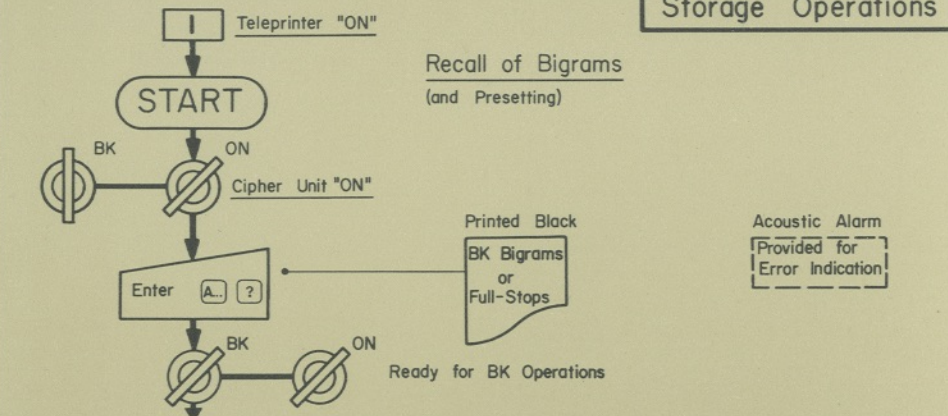 Storage Operations
I
Teleprinter "ON"
Recall of Bigrams
(and Presetting)
START
BK
ON
Cipher Unit "ON"
Printed Black
BK Bigrams
or
Full-Stops
Acoustic Alarm
Provided for
Error Indication
Enter A.. ?
BK
ON
Ready for BK Operations